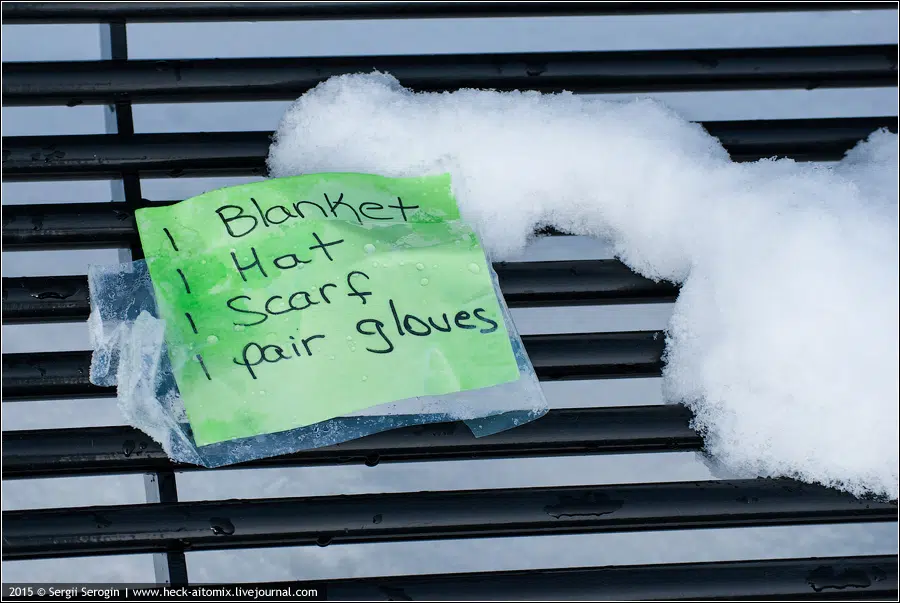 1 Blanket
1 Hat
1 Scarf
1 pair gloves
2015 © Sergii Serogin | www.heck-aitomix.livejournal.com